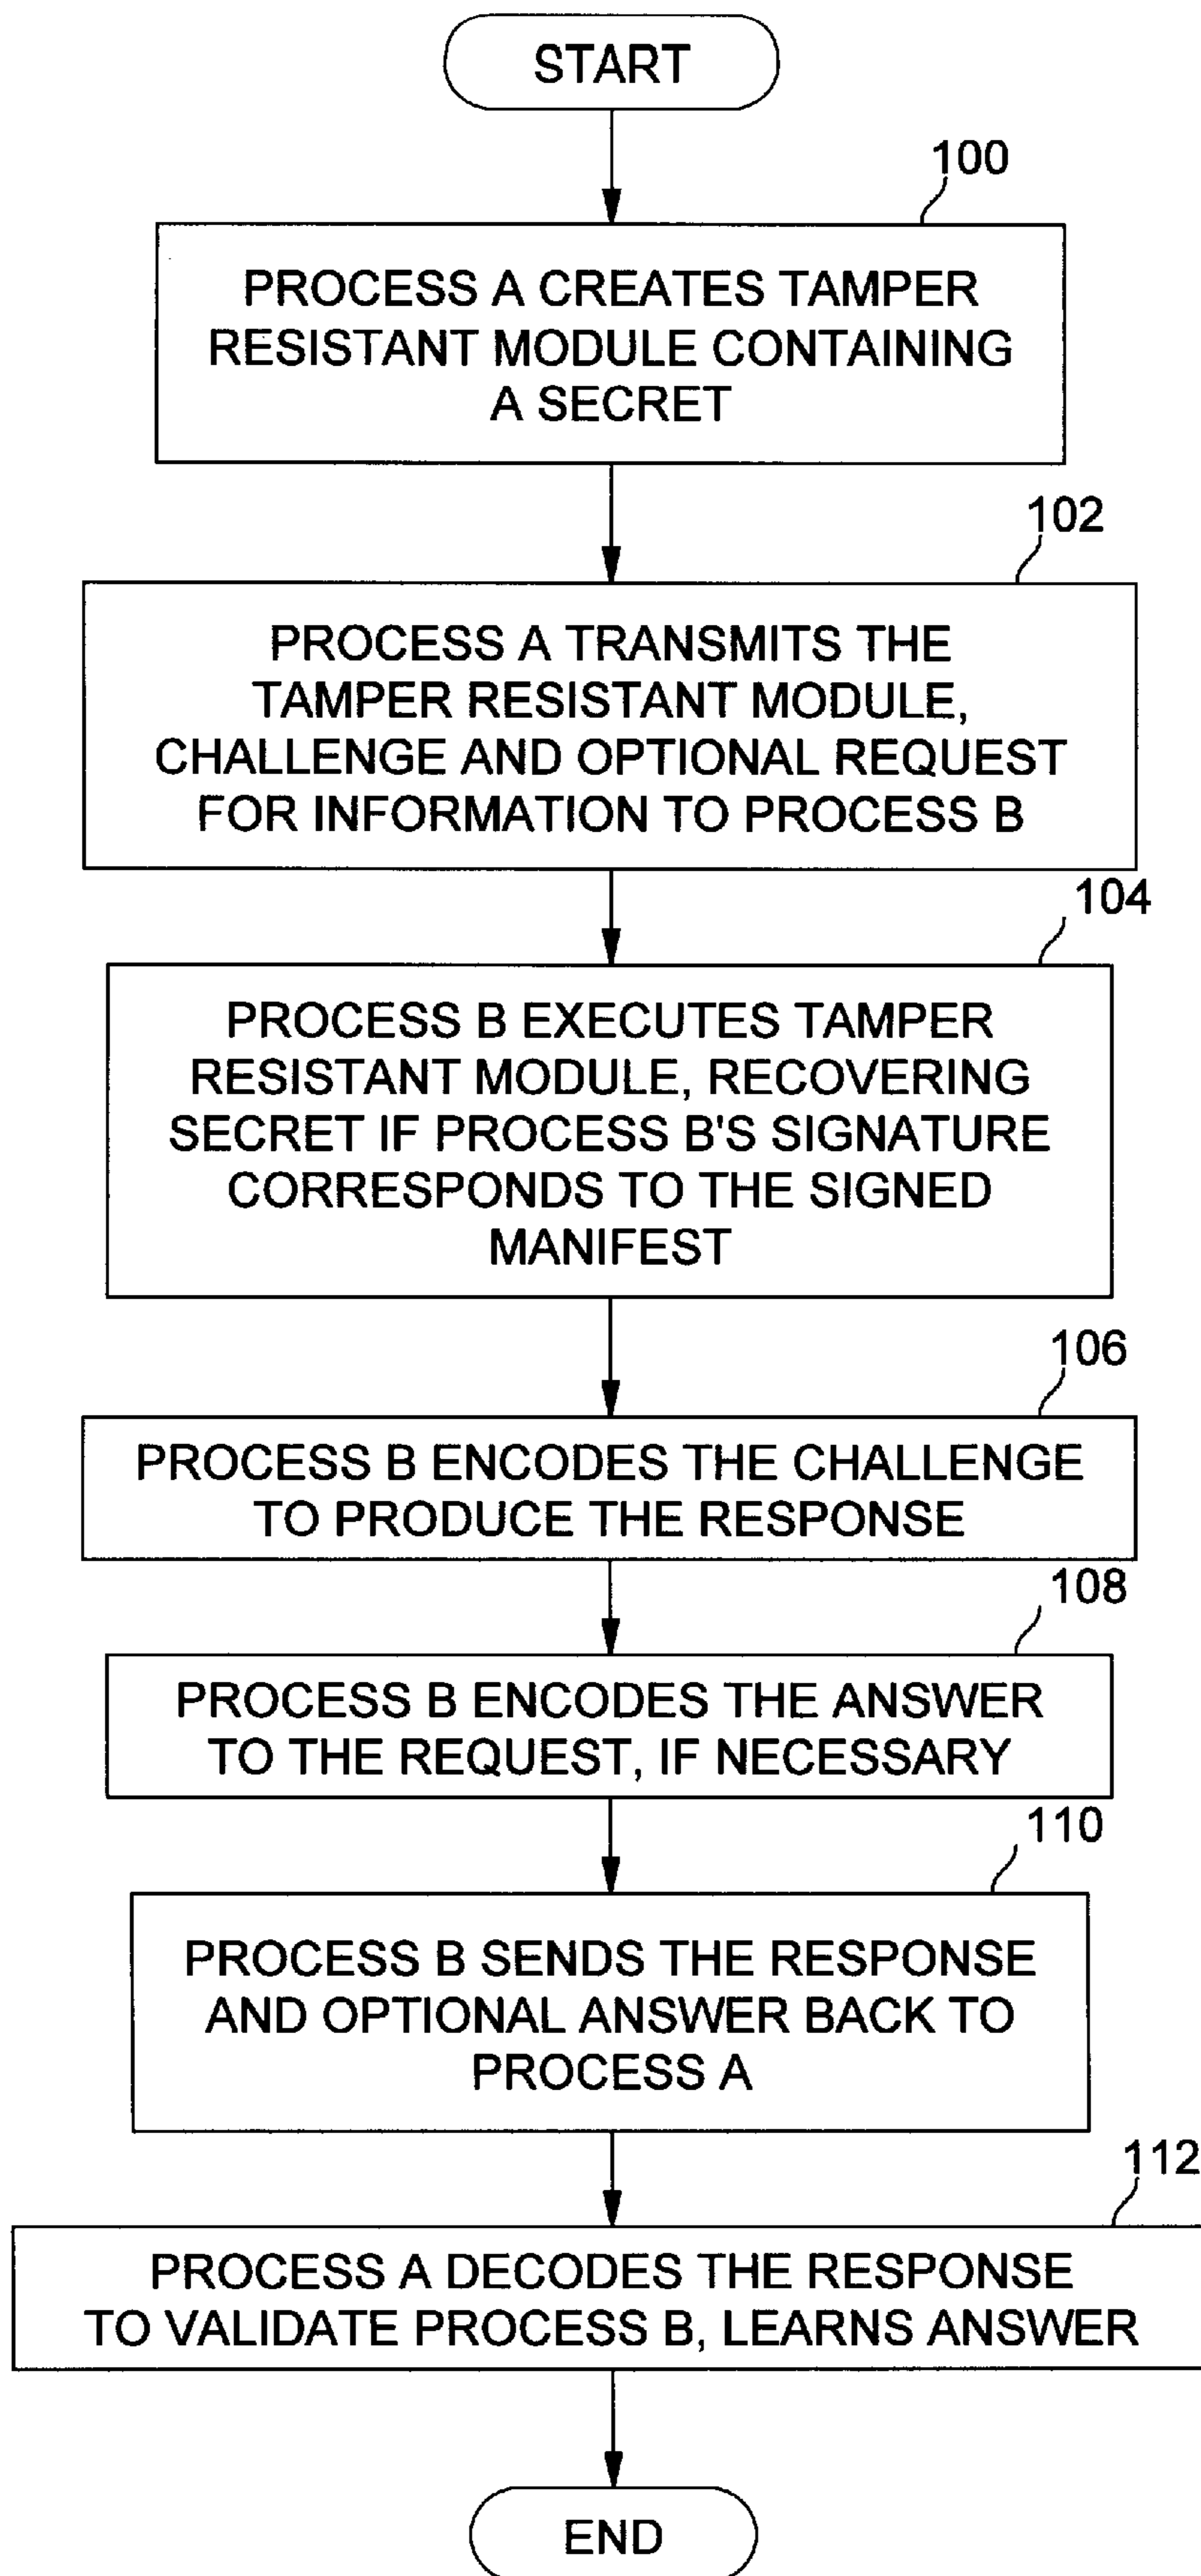 START
100
PROCESS A CREATES TAMPER
RESISTANT MODULE CONTAINING
A SECRET
102
PROCESS A TRANSMITS THE
TAMPER RESISTANT MODULE,
CHALLENGE AND OPTIONAL REQUEST
FOR INFORMATION TO PROCESS B
104
PROCESS B EXECUTES TAMPER
RESISTANT MODULE, RECOVERING
SECRET IF PROCESS B'S SIGNATURE
CORRESPONDS TO THE SIGNED
MANIFEST
106
PROCESS B ENCODES THE CHALLENGE
TO PRODUCE THE RESPONSE
108
PROCESS B ENCODES THE ANSWER
TO THE REQUEST, IF NECESSARY
110
PROCESS B SENDS THE RESPONSE
AND OPTIONAL ANSWER BACK TO
PROCESS A
112
PROCESS A DECODES THE RESPONSE
TO VALIDATE PROCESS B, LEARNS ANSWER
END